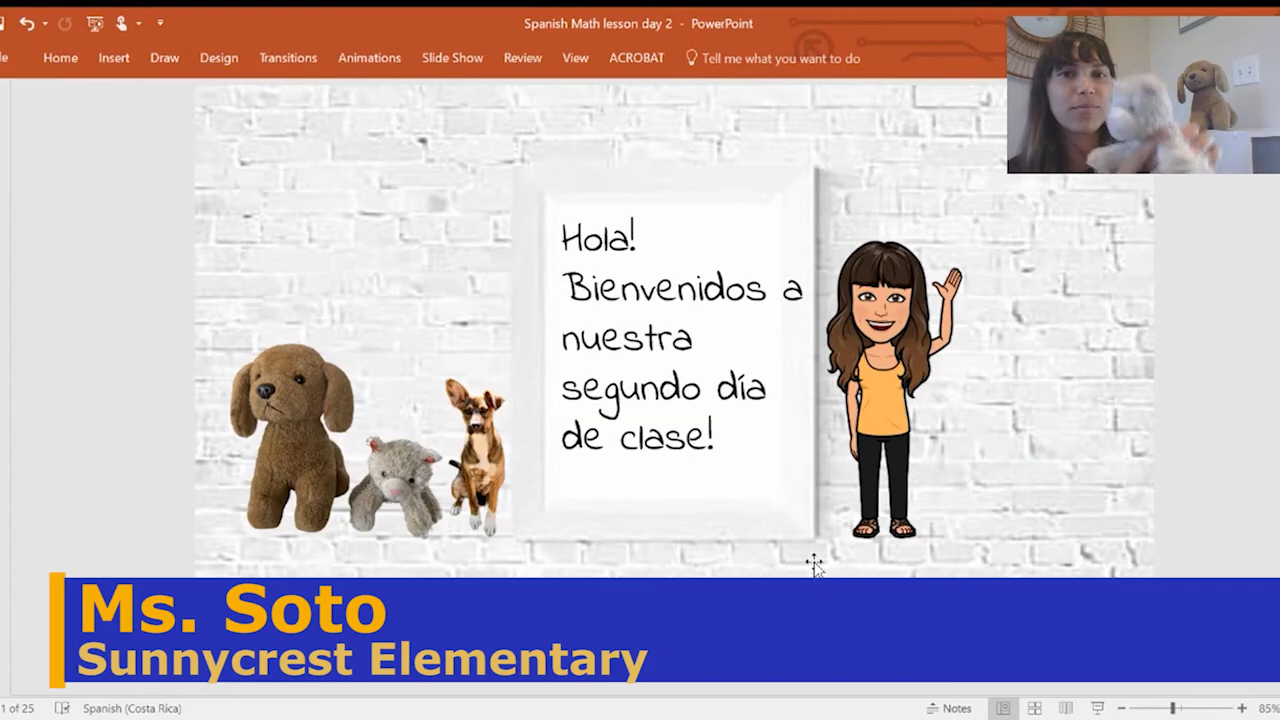 Spanish Math lesson day 2 - PowerPoint
Home Insert Draw Design Transitions Animations Slide Show Review View ACROBAT Tell me what you want to do
Hola!
Bienvenidos a
nuestra
segundo día
de clase!
Ms. Soto
Sunnycrest Elementary
1 of 25 Spanish (Costa Rica) Notes 85%